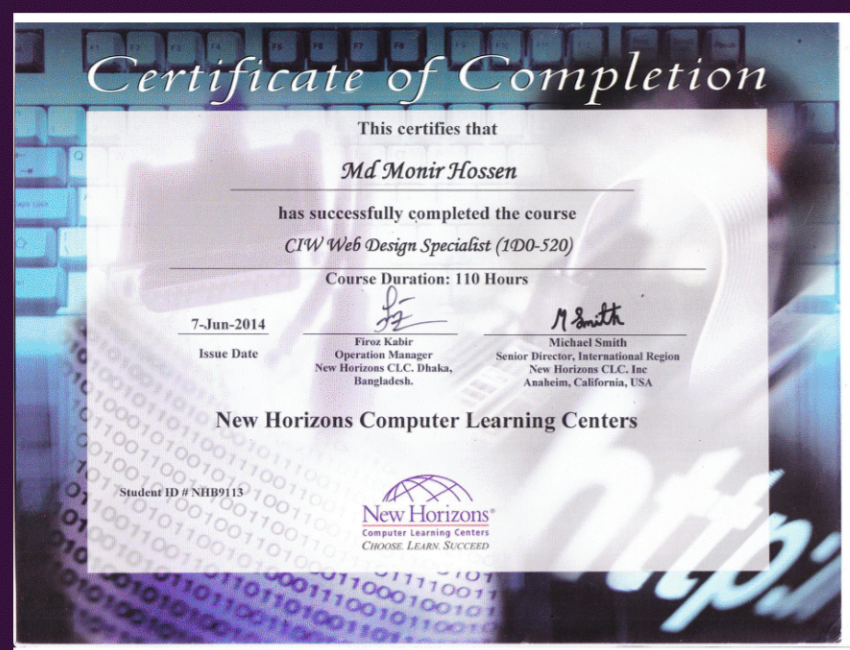 Certificate of Completion
This certifies that
Md Monir Hossen
has successfully completed the course
CIW Web Design Specialist (1D0-520)
Course Duration: 110 Hours
7-Jun-2014
Issue Date
Firoz Kabir
Operation Manager
New Horizons CLC. Dhaka,
Bangladesh.
M Smith
Michael Smith
Senior Director, International Region
New Horizons CLC. Inc
Anaheim, California, USA
New Horizons Computer Learning Centers
Student ID # NHB9113
New Horizons®
Computer Learning Centers
CHOOSE. LEARN. SUCCEED
http:/